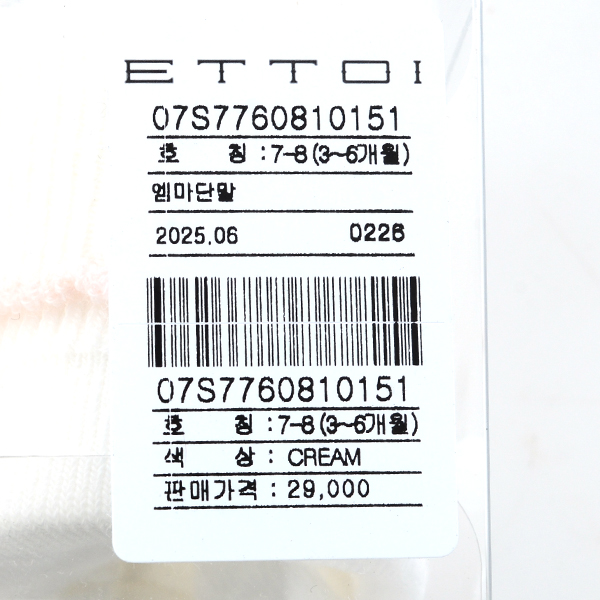 ETTOI
07S7760810151
호 칭 : 7-8 (3~6개월)
엠마단말
2025.06 0226
07S7760810151
호 칭 : 7-8 (3~6개월)
색 상 : CREAM
판매가격 : 29,000